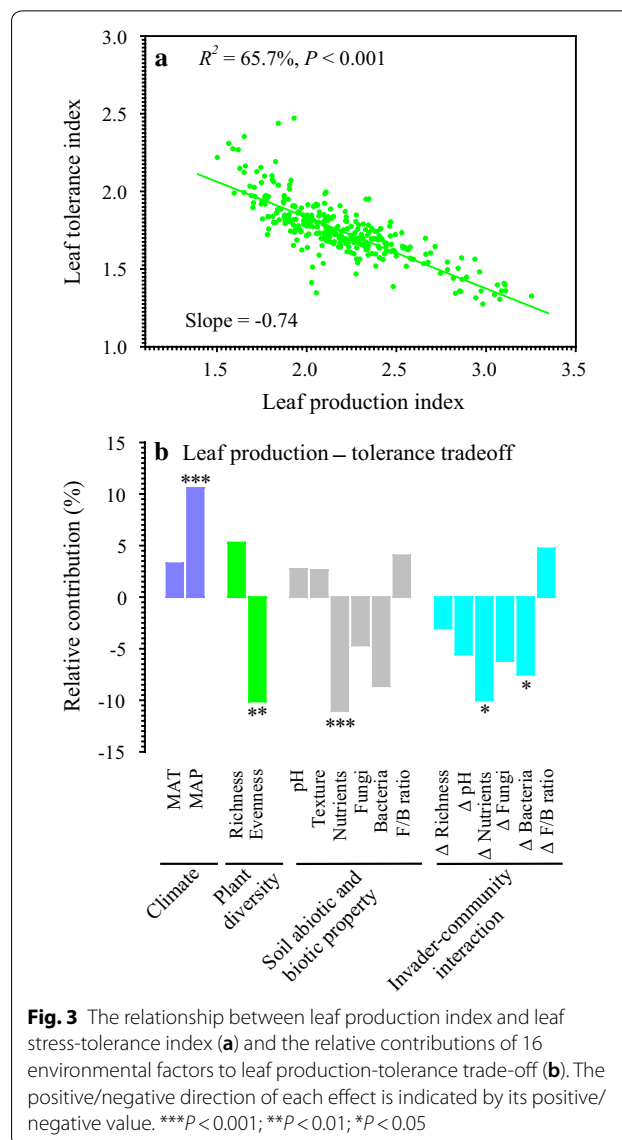 a
R² = 65.7%, P < 0.001
3.0
2.5
2.0
1.5
1.0
Leaf tolerance index
Slope = -0.74
1.5 2.0 2.5 3.0 3.5
Leaf production index
b Leaf production – tolerance tradeoff
15
10
5
0
-5
-10
-15
Relative contribution (%)
***
**
***
*
*
MAT
MAP
Richness
Evenness
pH
Texture
Nutrients
Fungi
Bacteria
F/B ratio
Δ Richness
Δ pH
Δ Nutrients
Δ Fungi
Δ Bacteria
Δ F/B ratio
Climate
Plant
diversity
Soil abiotic and
biotic property
Invader-community
interaction
Fig. 3 The relationship between leaf production index and leaf
stress-tolerance index (a) and the relative contributions of 16
environmental factors to leaf production-tolerance trade-off (b). The
positive/negative direction of each effect is indicated by its positive/
negative value. ***P < 0.001; **P < 0.01; *P < 0.05